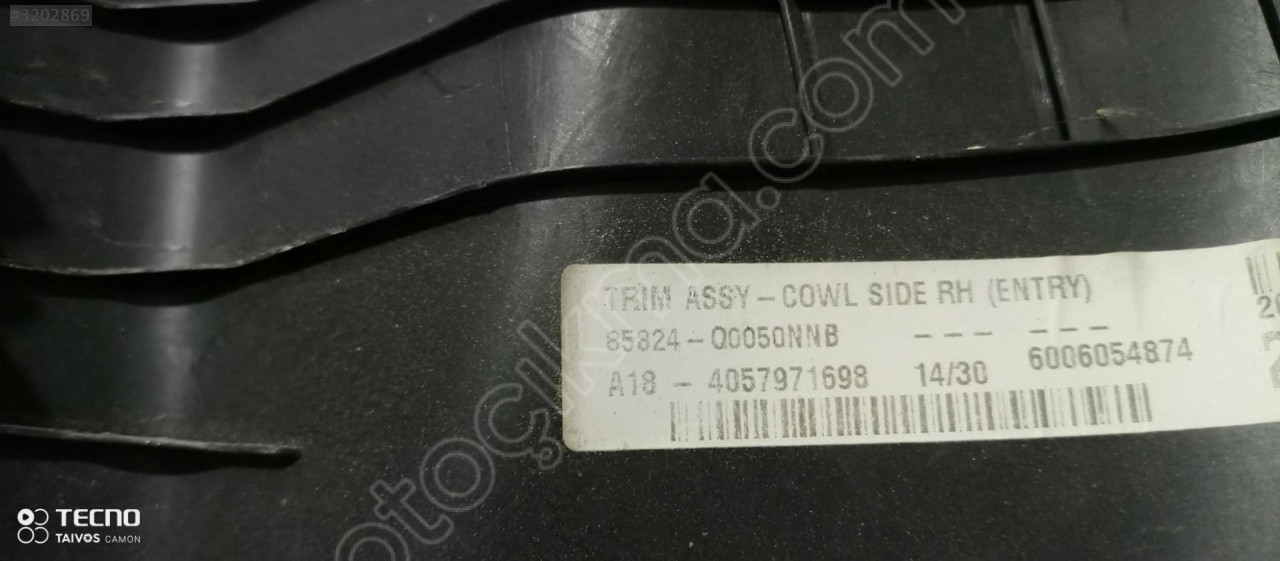 #3202869
otoçıkma.com
TRIM ASSY-COWL SIDE RH (ENTRY)
85824-Q0050NNB --- ---
A18 - 4057971698 14/30 6006054874
TECNO
TAIVOS CAMON